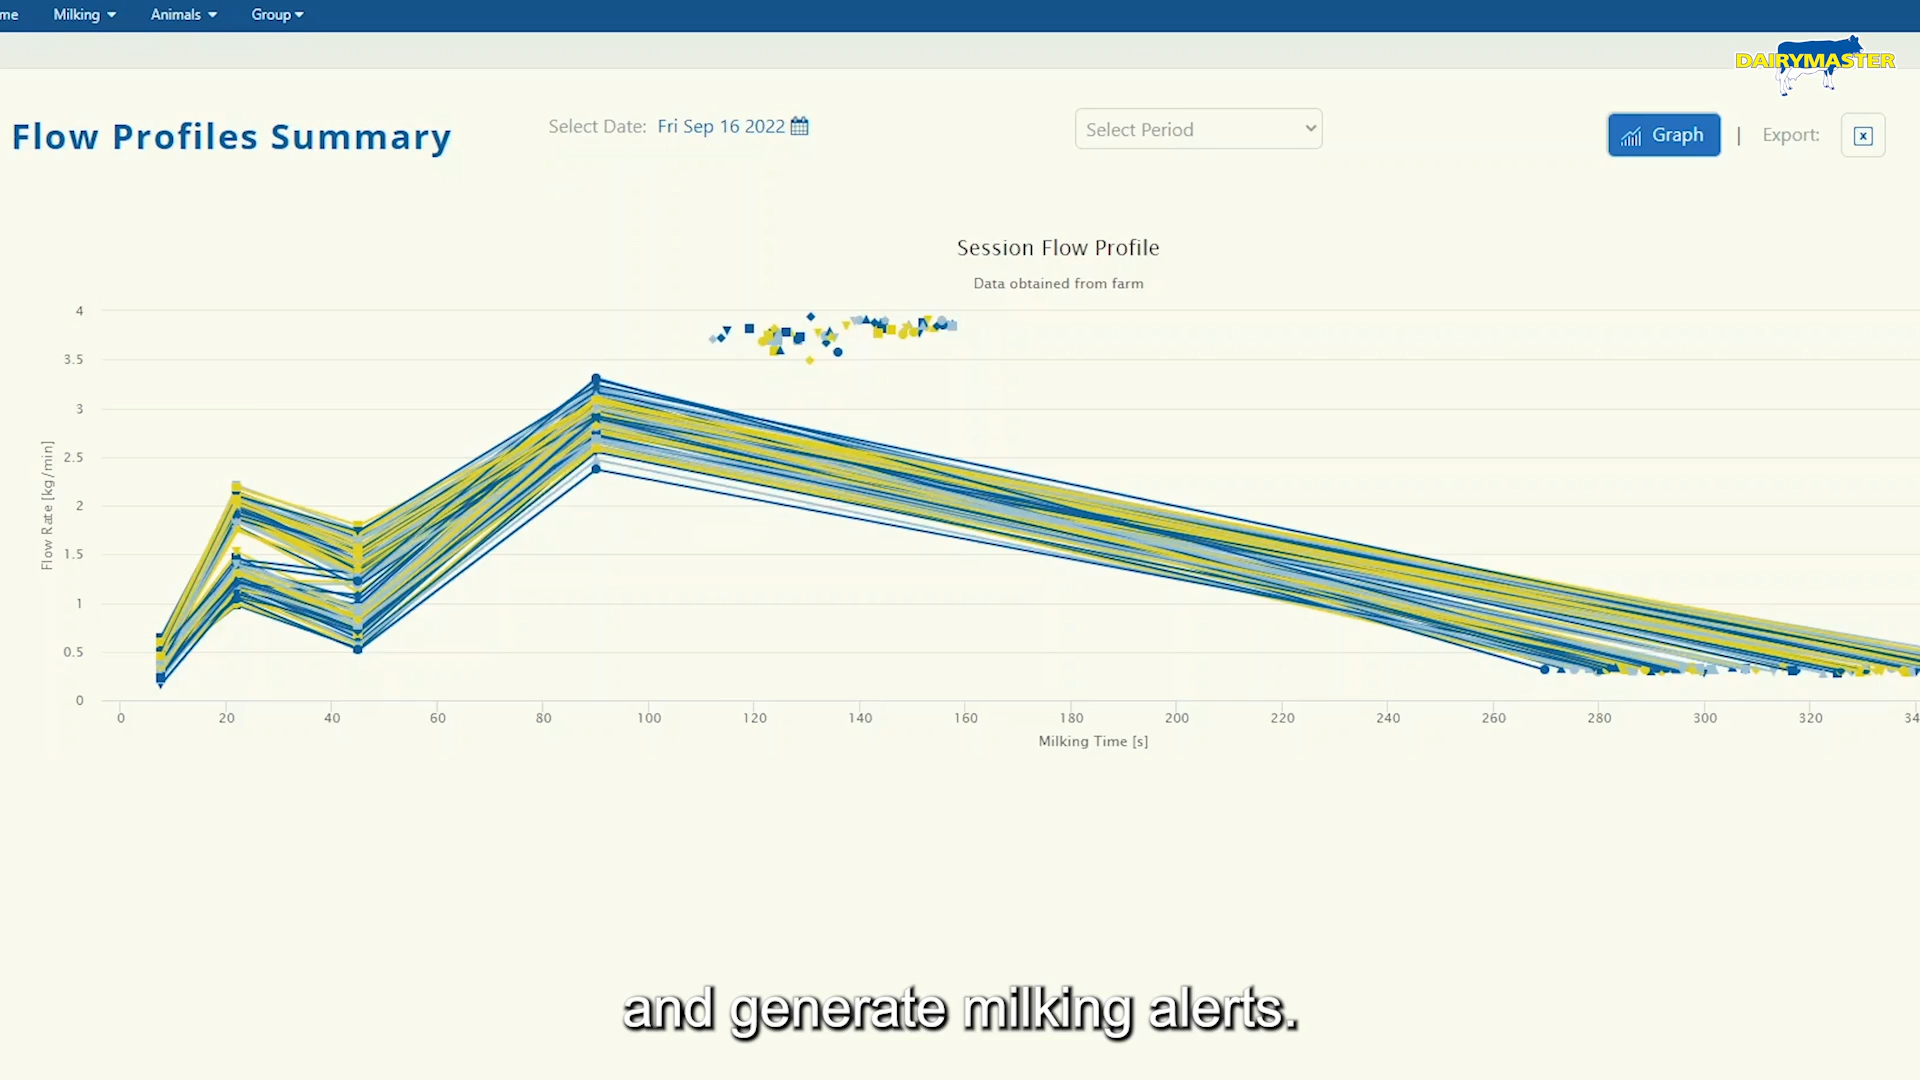 me Milking Animals Group
DAIRYMASTER
Flow Profiles Summary
Select Date: Fri Sep 16 2022
Select Period
Graph | Export: x
Session Flow Profile
Data obtained from farm
4
3.5
3
2.5
2
1.5
1
0.5
0
Flow Rate [kg/min]
0 20 40 60 80 100 120 140 160 180 200 220 240 260 280 300 320 34
Milking Time [s]
and generate milking alerts.